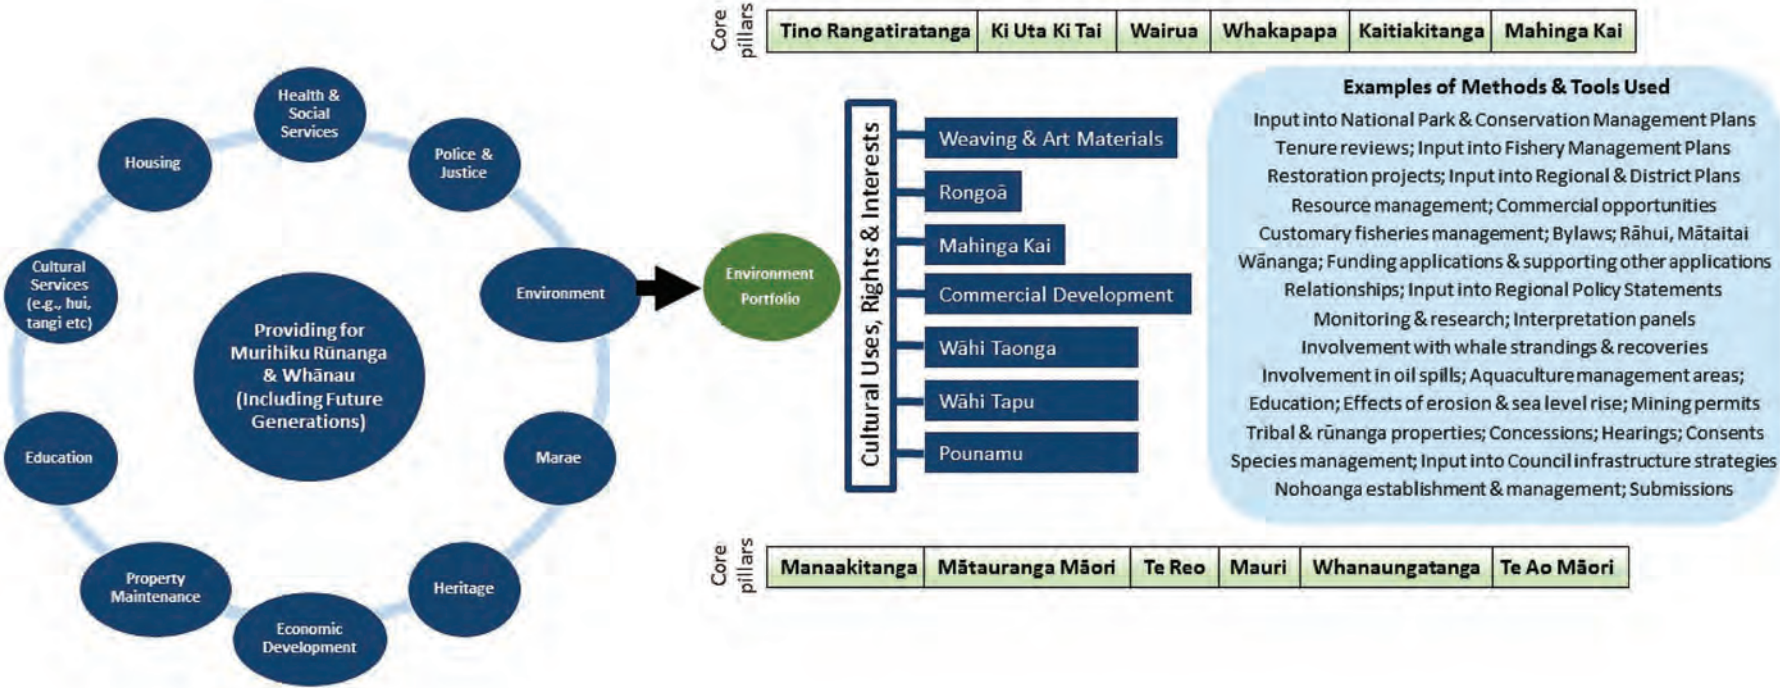 Core pillars
Tino Rangatiratanga
Ki Uta Ki Tai
Wairua
Whakapapa
Kaitiakitanga
Mahinga Kai
Health &
Social
Services
Police &
Justice
Environment
Marae
Heritage
Economic
Development
Property
Maintenance
Education
Cultural
Services
(e.g., hui,
tangi etc)
Housing
Providing for
Murihiku Rūnanga
& Whānau
(Including Future
Generations)
Environment
Portfolio
Cultural Uses, Rights & Interests
Weaving & Art Materials
Rongoā
Mahinga Kai
Commercial Development
Wāhi Taonga
Wāhi Tapu
Pounamu
Examples of Methods & Tools Used
Input into National Park & Conservation Management Plans
Tenure reviews; Input into Fishery Management Plans
Restoration projects; Input into Regional & District Plans
Resource management; Commercial opportunities
Customary fisheries management; Bylaws; Rāhui, Mātaitai
Wānanga; Funding applications & supporting other applications
Relationships; Input into Regional Policy Statements
Monitoring & research; Interpretation panels
Involvement with whale strandings & recoveries
Involvement in oil spills; Aquaculture management areas;
Education; Effects of erosion & sea level rise; Mining permits
Tribal & rūnanga properties; Concessions; Hearings; Consents
Species management; Input into Council infrastructure strategies
Nohoanga establishment & management; Submissions
Core pillars
Manaakitanga
Mātauranga Māori
Te Reo
Mauri
Whanaungatanga
Te Ao Māori